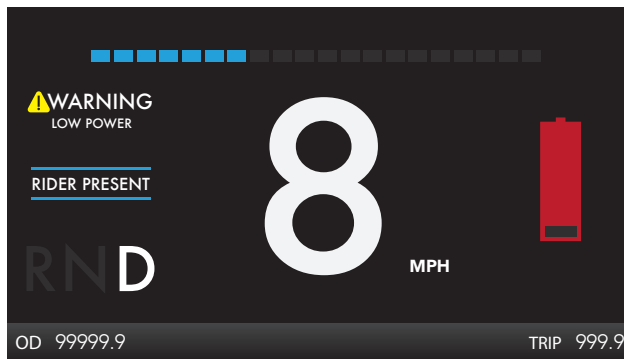 WARNING
LOW POWER
RIDER PRESENT
8 MPH
RND
OD 99999.9 TRIP 999.9